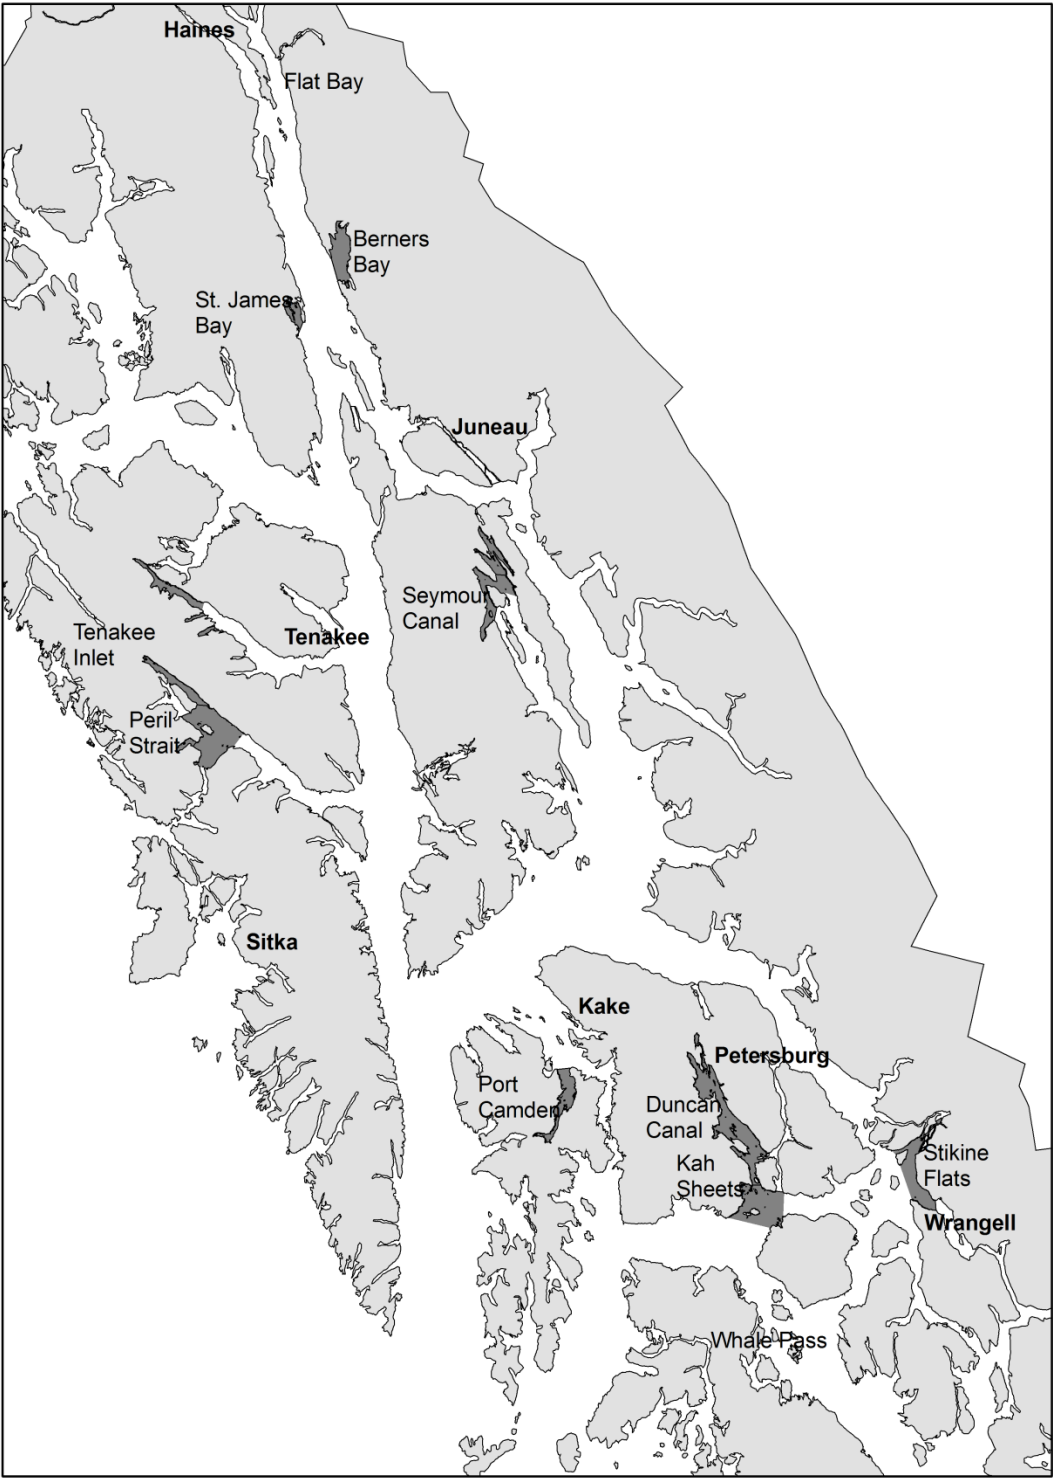 Haines
Flat Bay
Berners
Bay
St. James
Bay
Juneau
Seymour
Canal
Tenakee
Tenakee
Inlet
Peril
Strait
Sitka
Kake
Petersburg
Port
Camden
Duncan
Canal
Kah
Sheets
Stikine
Flats
Wrangell
Whale Pass